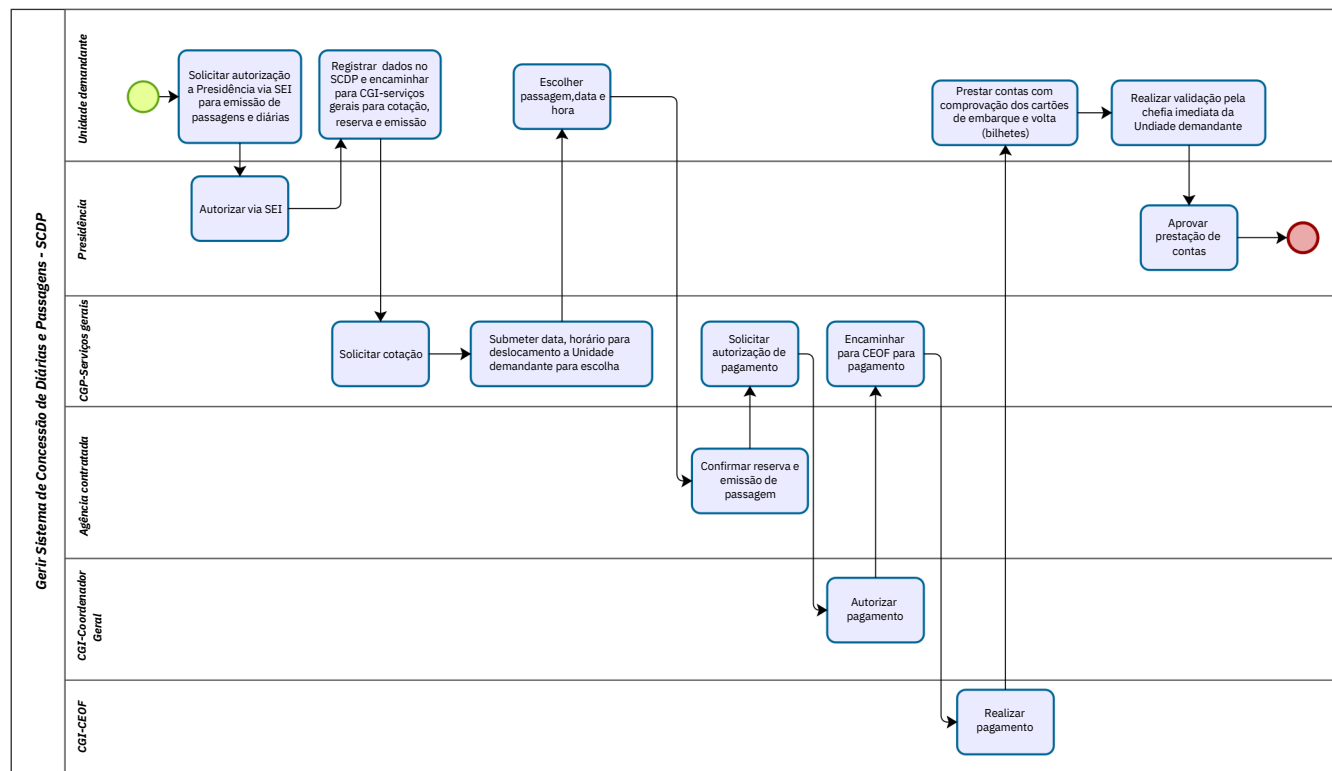 Gerir Sistema de Concessão de Diárias e Passagens - SCDP
Unidade demandante
Solicitar autorização
a Presidência via SEI
para emissão de
passagens e diárias
Registrar dados no
SCDP e encaminhar
para CGI-serviços
gerais para cotação,
reserva e emissão
Escolher
passagem,data e
hora
Prestar contas com
comprovação dos cartões
de embarque e volta
(bilhetes)
Realizar validação pela
chefia imediata da
Undiade demandante
Presidência
Autorizar via SEI
Aprovar
prestação de
contas
CGP-Serviços gerais
Solicitar cotação
Submeter data, horário para
deslocamento a Unidade
demandante para escolha
Solicitar
autorização de
pagamento
Encaminhar
para CEOF para
pagamento
Agência contratada
Confirmar reserva e
emissão de
passagem
CGI-Coordenador
Geral
Autorizar
pagamento
CGI-CEOF
Realizar
pagamento